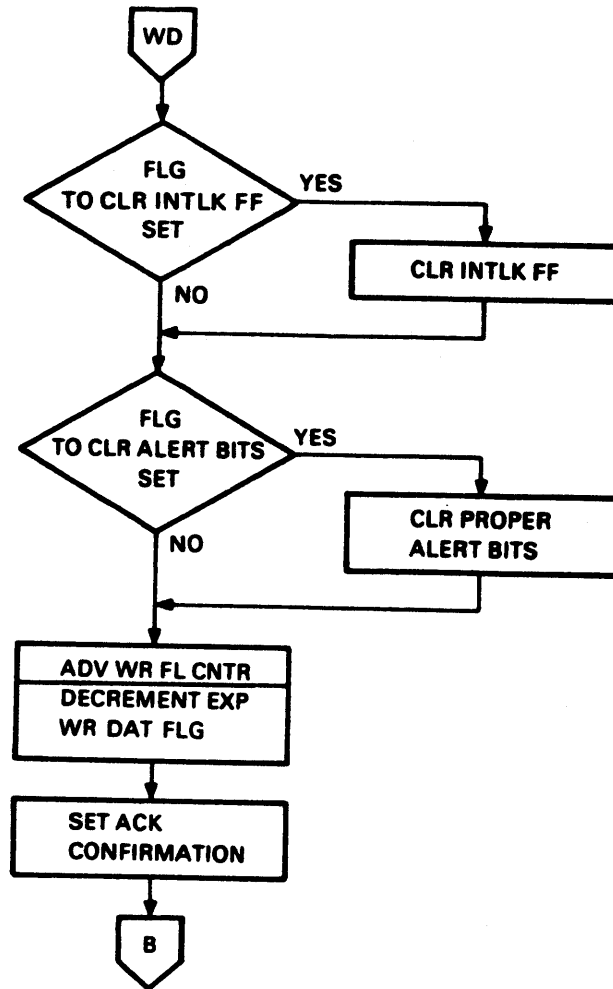 WD
FLG
TO CLR INTLK FF
SET
YES
CLR INTLK FF
NO
FLG
TO CLR ALERT BITS
SET
YES
CLR PROPER
ALERT BITS
NO
ADV WR FL CNTR
DECREMENT EXP
WR DAT FLG
SET ACK
CONFIRMATION
B